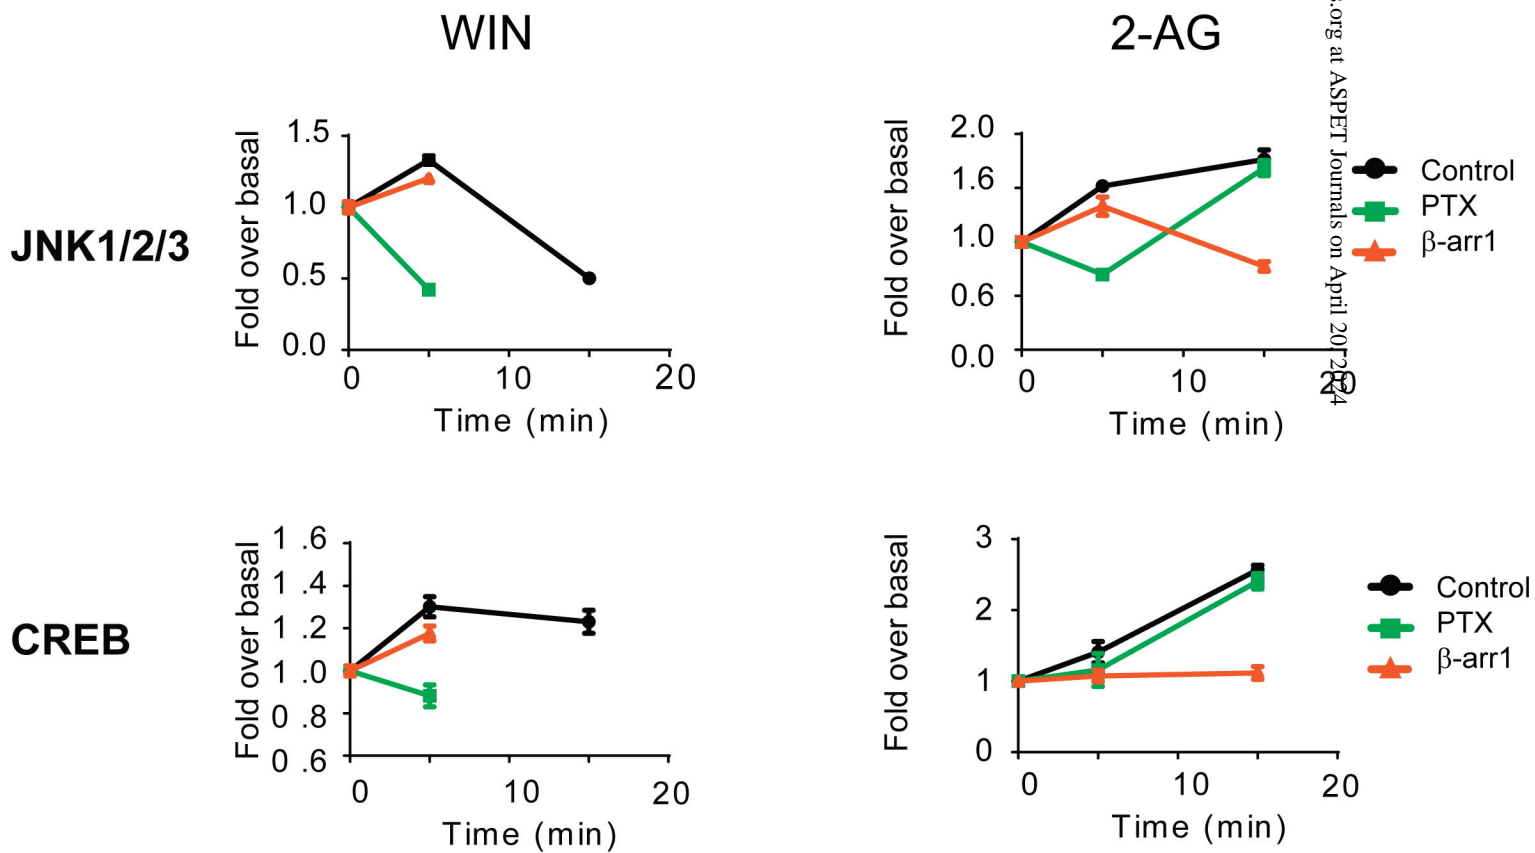 WIN
2-AG
s.org at ASPET Journals on April 20, 2024
JNK1/2/3
Fold over basal
1.5
1.0
0.5
0.0
0
10
20
Time (min)
Fold over basal
2.0
1.6
1.0
0.6
0.0
0
10
20
Time (min)
Control
PTX
β-arr1
CREB
Fold over basal
1 .6
1 .4
1 .2
1 .0
0 .8
0 .6
0
10
20
Time (min)
Fold over basal
3
2
1
0
0
10
20
Time (min)
Control
PTX
β-arr1